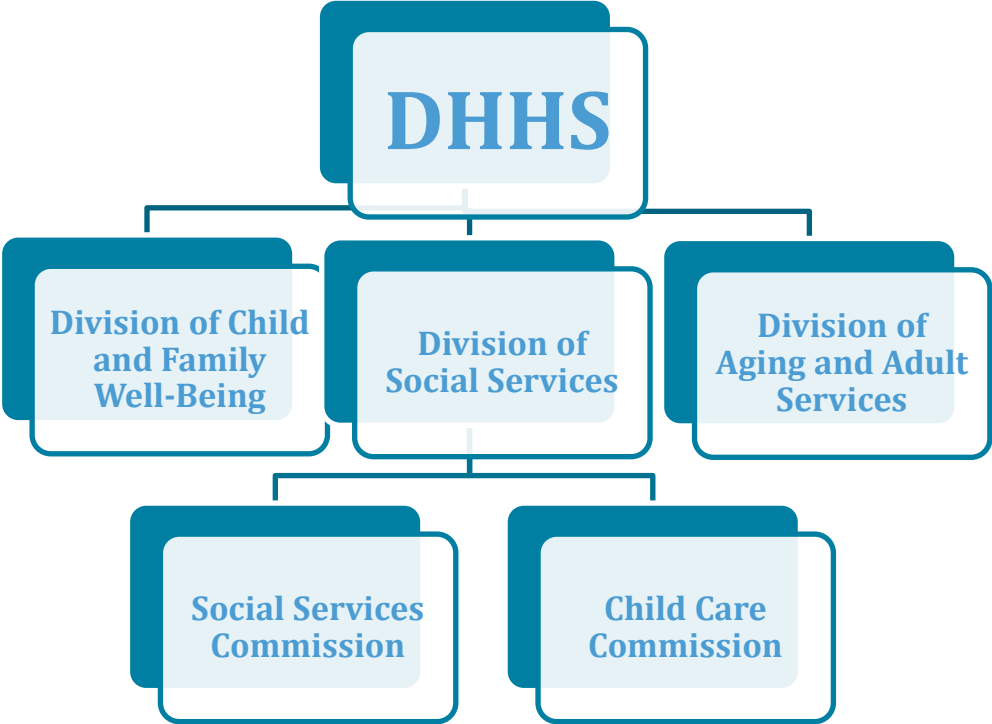 DHHS
Division of Child
and Family
Well-Being
Division of
Social Services
Division of
Aging and Adult
Services
Social Services
Commission
Child Care
Commission